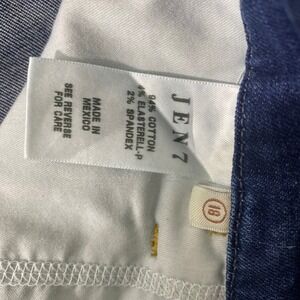 JEN7
94% COTTON
4% ELASTERELL-P
2% SPANDEX
MADE IN
MEXICO
SEE REVERSE
FOR CARE
18